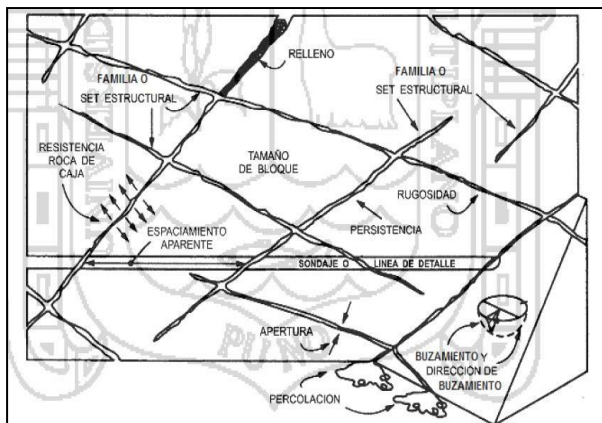 RELLENO
FAMILIA O
SET ESTRUCTURAL
FAMILIA O
SET ESTRUCTURAL
RESISTENCIA
ROCA DE
CAJA
TAMAÑO
DE BLOQUE
RUGOSIDAD
PERSISTENCIA
ESPACIAMIENTO
APARENTE
SONDAJE O LINEA DE DETALLE
APERTURA
BUZAMIENTO Y
DIRECCIÓN DE
BUZAMIENTO
PERCOLACION